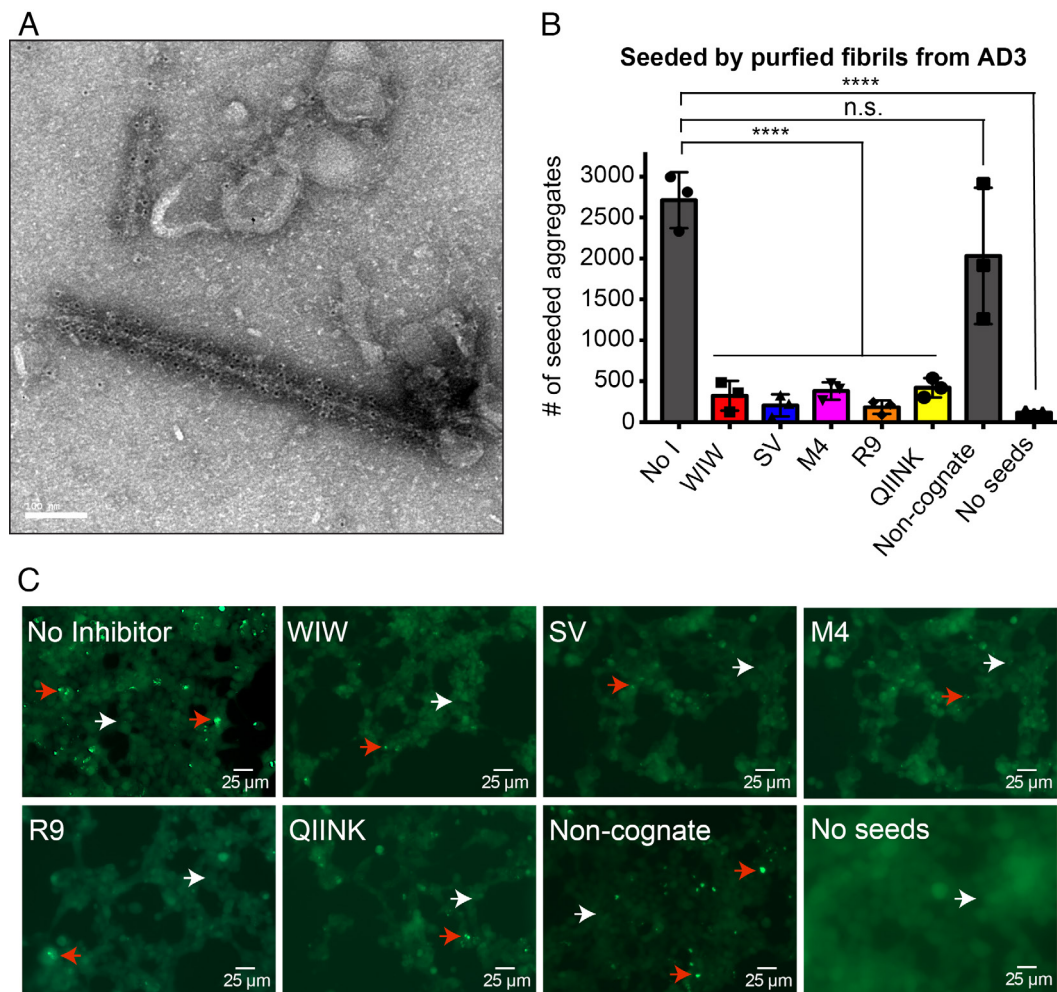 A
100 nm
B
Seeded by purfied fibrils from AD3
****
n.s.
****
# of seeded aggregates
3000
2500
2000
1500
1000
500
0
No I
WIW
SV
M4
R9
QIINK
Non-cognate
No seeds
C
No Inhibitor
25 µm
WIW
25 µm
SV
25 µm
M4
25 µm
R9
25 µm
QIINK
25 µm
Non-cognate
25 µm
No seeds
25 µm